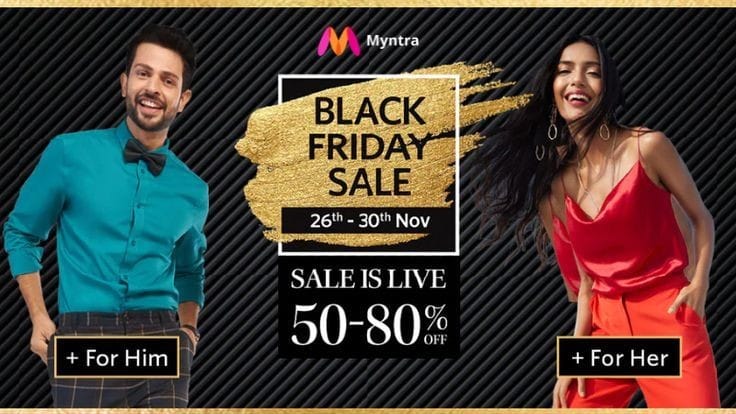 Myntra
BLACK
FRIDAY
SALE
26th - 30th Nov
SALE IS LIVE
50-80% OFF
+ For Him
+ For Her